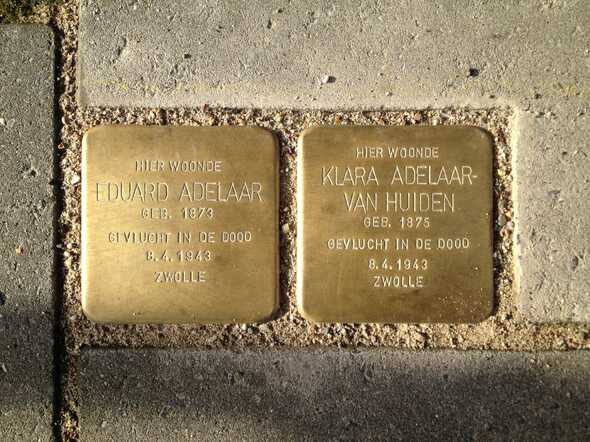 HIER WOONDE
EDUARD ADELAAR
GEB. 1873
GEVLUCHT IN DE DOOD
8.4.1943
ZWOLLE
HIER WOONDE
KLARA ADELAAR-
VAN HUIDEN
GEB. 1875
GEVLUCHT IN DE DOOD
8.4.1943
ZWOLLE